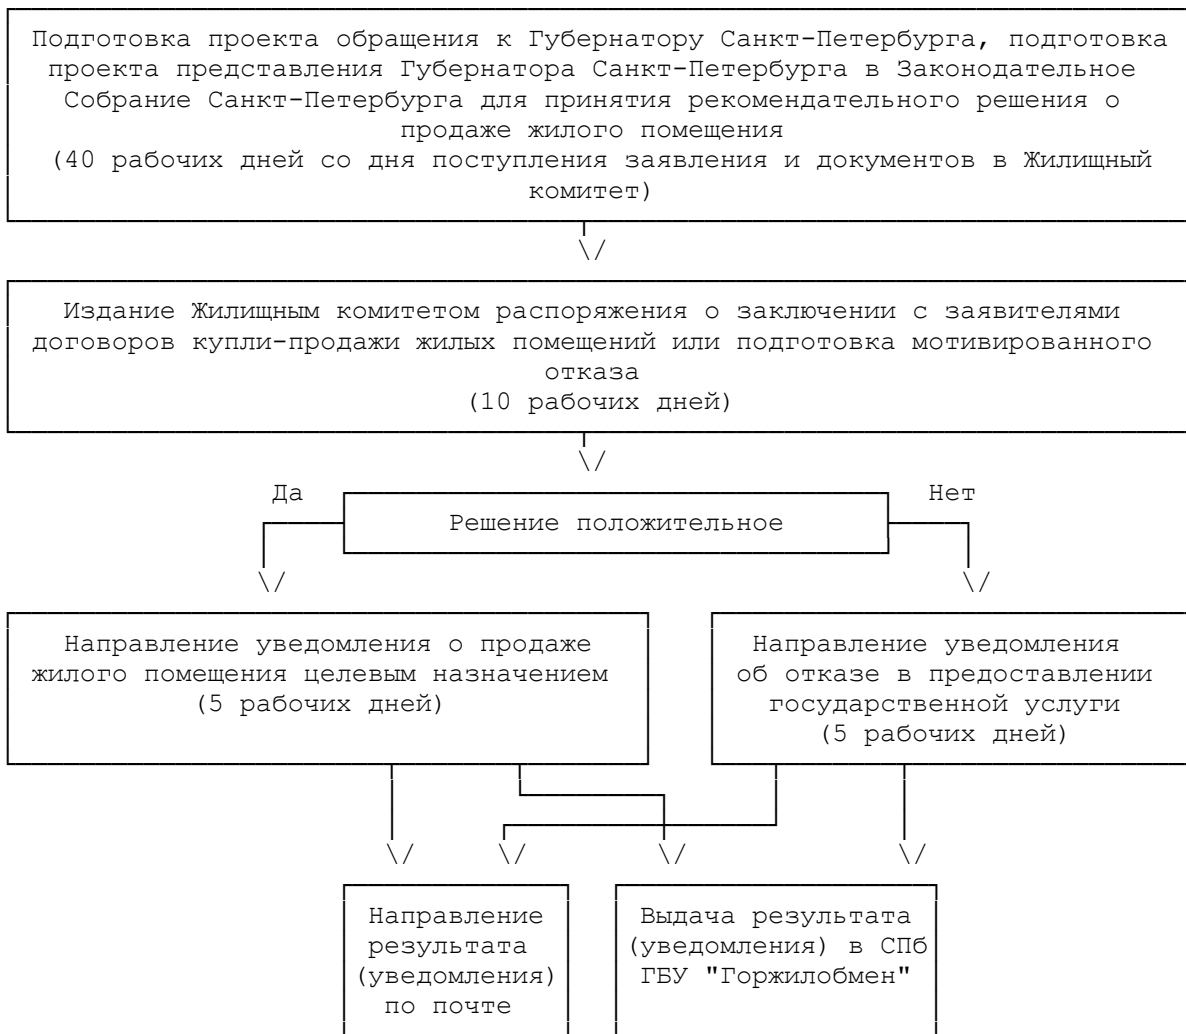 Подготовка проекта обращения к Губернатору Санкт-Петербурга, подготовка
проекта представления Губернатора Санкт-Петербурга в Законодательное
Собрание Санкт-Петербурга для принятия рекомендательного решения о
продаже жилого помещения
(40 рабочих дней со дня поступления заявления и документов в Жилищный
комитет)
\/
Издание Жилищным комитетом распоряжения о заключении с заявителями
договоров купли-продажи жилых помещений или подготовка мотивированного
отказа
(10 рабочих дней)
\/
Да
Нет
Решение положительное
\/ \/
Направление уведомления о продаже
жилого помещения целевым назначением
(5 рабочих дней)
Направление уведомления
об отказе в предоставлении
государственной услуги
(5 рабочих дней)
\/ \/ \/ \/
Направление
результата
(уведомления)
по почте
Выдача результата
(уведомления) в СПб
ГБУ "Горжилобмен"